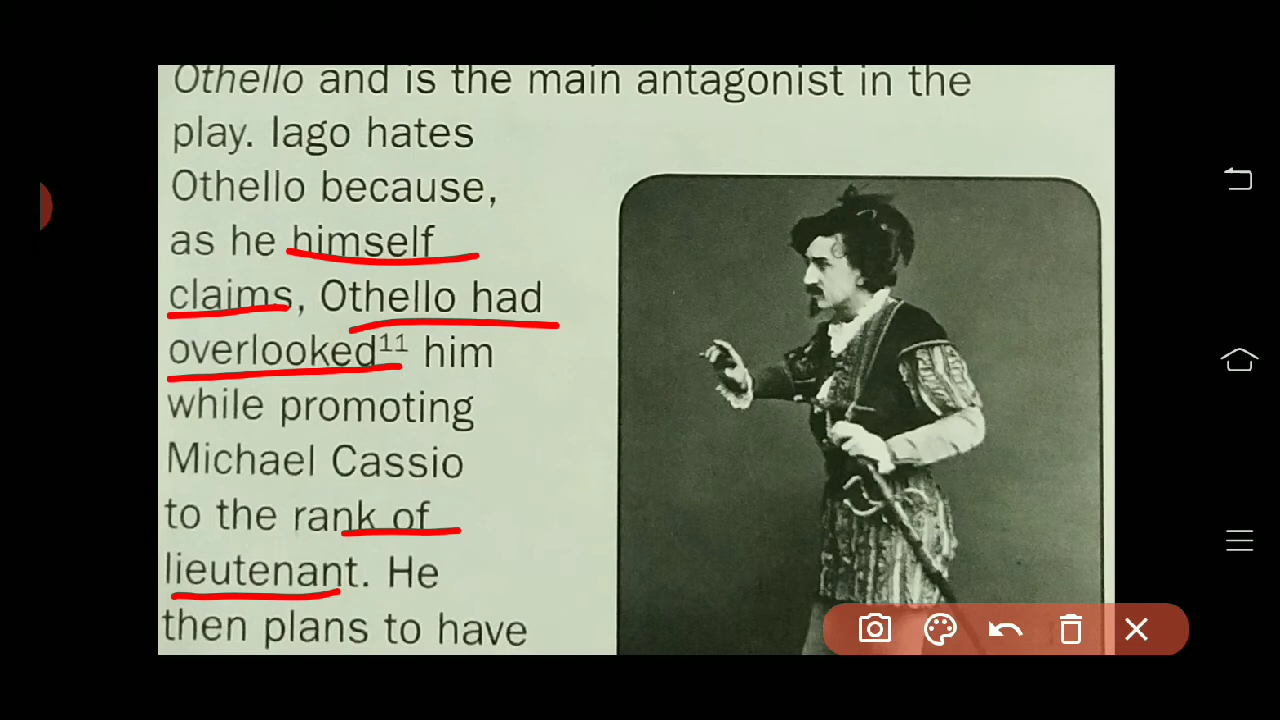 Othello and is the main antagonist in the
play. Iago hates
Othello because,
as he himself
claims, Othello had
overlooked¹¹ him
while promoting
Michael Cassio
to the rank of
lieutenant. He
then plans to have